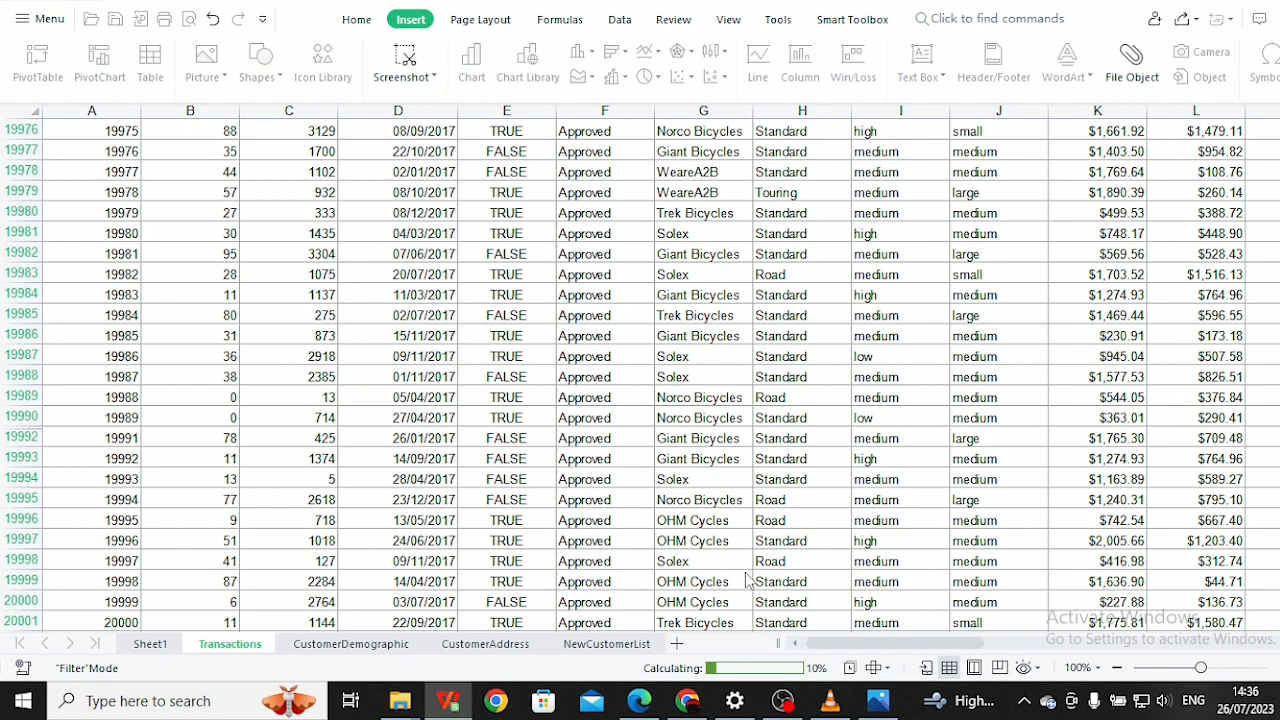 Menu Home Insert Page Layout Formulas Data Review View Tools Smart Toolbox Click to find commands
PivotTable PivotChart Table Picture Shapes Icon Library Screenshot Chart Chart Library Line Column Win/Loss Text Box Header/Footer WordArt File Object Camera Object Symbo
A B C D E F G H I J K L
19976 19975 88 3129 08/09/2017 TRUE Approved Norco Bicycles Standard high small $1,661.92 $1,479.11
19977 19976 35 1700 22/10/2017 FALSE Approved Giant Bicycles Standard medium medium $1,403.50 $954.82
19978 19977 44 1102 02/01/2017 FALSE Approved WeareA2B Standard medium medium $1,769.64 $108.76
19979 19978 57 932 08/10/2017 TRUE Approved WeareA2B Touring medium large $1,890.39 $260.14
19980 19979 27 333 08/12/2017 TRUE Approved Trek Bicycles Standard medium medium $499.53 $388.72
19981 19980 30 1435 04/03/2017 TRUE Approved Solex Standard high medium $748.17 $448.90
19982 19981 95 3304 07/06/2017 FALSE Approved Giant Bicycles Standard medium large $569.56 $528.43
19983 19982 28 1075 20/07/2017 TRUE Approved Solex Road medium small $1,703.52 $1,516.13
19984 19983 11 1137 11/03/2017 TRUE Approved Giant Bicycles Standard high medium $1,274.93 $764.96
19985 19984 80 275 02/07/2017 FALSE Approved Trek Bicycles Standard medium large $1,469.44 $596.55
19986 19985 31 873 15/11/2017 TRUE Approved Giant Bicycles Standard medium medium $230.91 $173.18
19987 19986 36 2918 09/11/2017 TRUE Approved Solex Standard low medium $945.04 $507.58
19988 19987 38 2385 01/11/2017 FALSE Approved Solex Standard medium medium $1,577.53 $826.51
19989 19988 0 13 05/04/2017 TRUE Approved Norco Bicycles Road medium medium $544.05 $376.84
19990 19989 0 714 27/04/2017 TRUE Approved Norco Bicycles Standard low medium $363.01 $290.41
19992 19991 78 425 26/01/2017 FALSE Approved Giant Bicycles Standard medium large $1,765.30 $709.48
19993 19992 11 1374 14/09/2017 FALSE Approved Giant Bicycles Standard high medium $1,274.93 $764.96
19994 19993 13 5 28/04/2017 FALSE Approved Solex Standard medium medium $1,163.89 $589.27
19995 19994 77 2618 23/12/2017 FALSE Approved Norco Bicycles Road medium large $1,240.31 $795.10
19996 19995 9 718 13/05/2017 TRUE Approved OHM Cycles Road medium medium $742.54 $667.40
19997 19996 51 1018 24/06/2017 TRUE Approved OHM Cycles Standard high medium $2,005.66 $1,203.40
19998 19997 41 127 09/11/2017 TRUE Approved Solex Road medium medium $416.98 $312.74
19999 19998 87 2284 14/04/2017 TRUE Approved OHM Cycles Standard medium medium $1,636.90 $44.71
20000 19999 6 2764 03/07/2017 FALSE Approved OHM Cycles Standard high medium $227.88 $136.73
20001 20000 11 1144 22/09/2017 TRUE Approved Trek Bicycles Standard medium small $1,775.81 $1,580.47
Activate Windows
Go to Settings to activate Windows.
Sheet1 Transactions CustomerDemographic CustomerAddress NewCustomerList
"Filter"Mode Calculating: 10% 100%
Type here to search High... ENG 14:36
26/07/2023